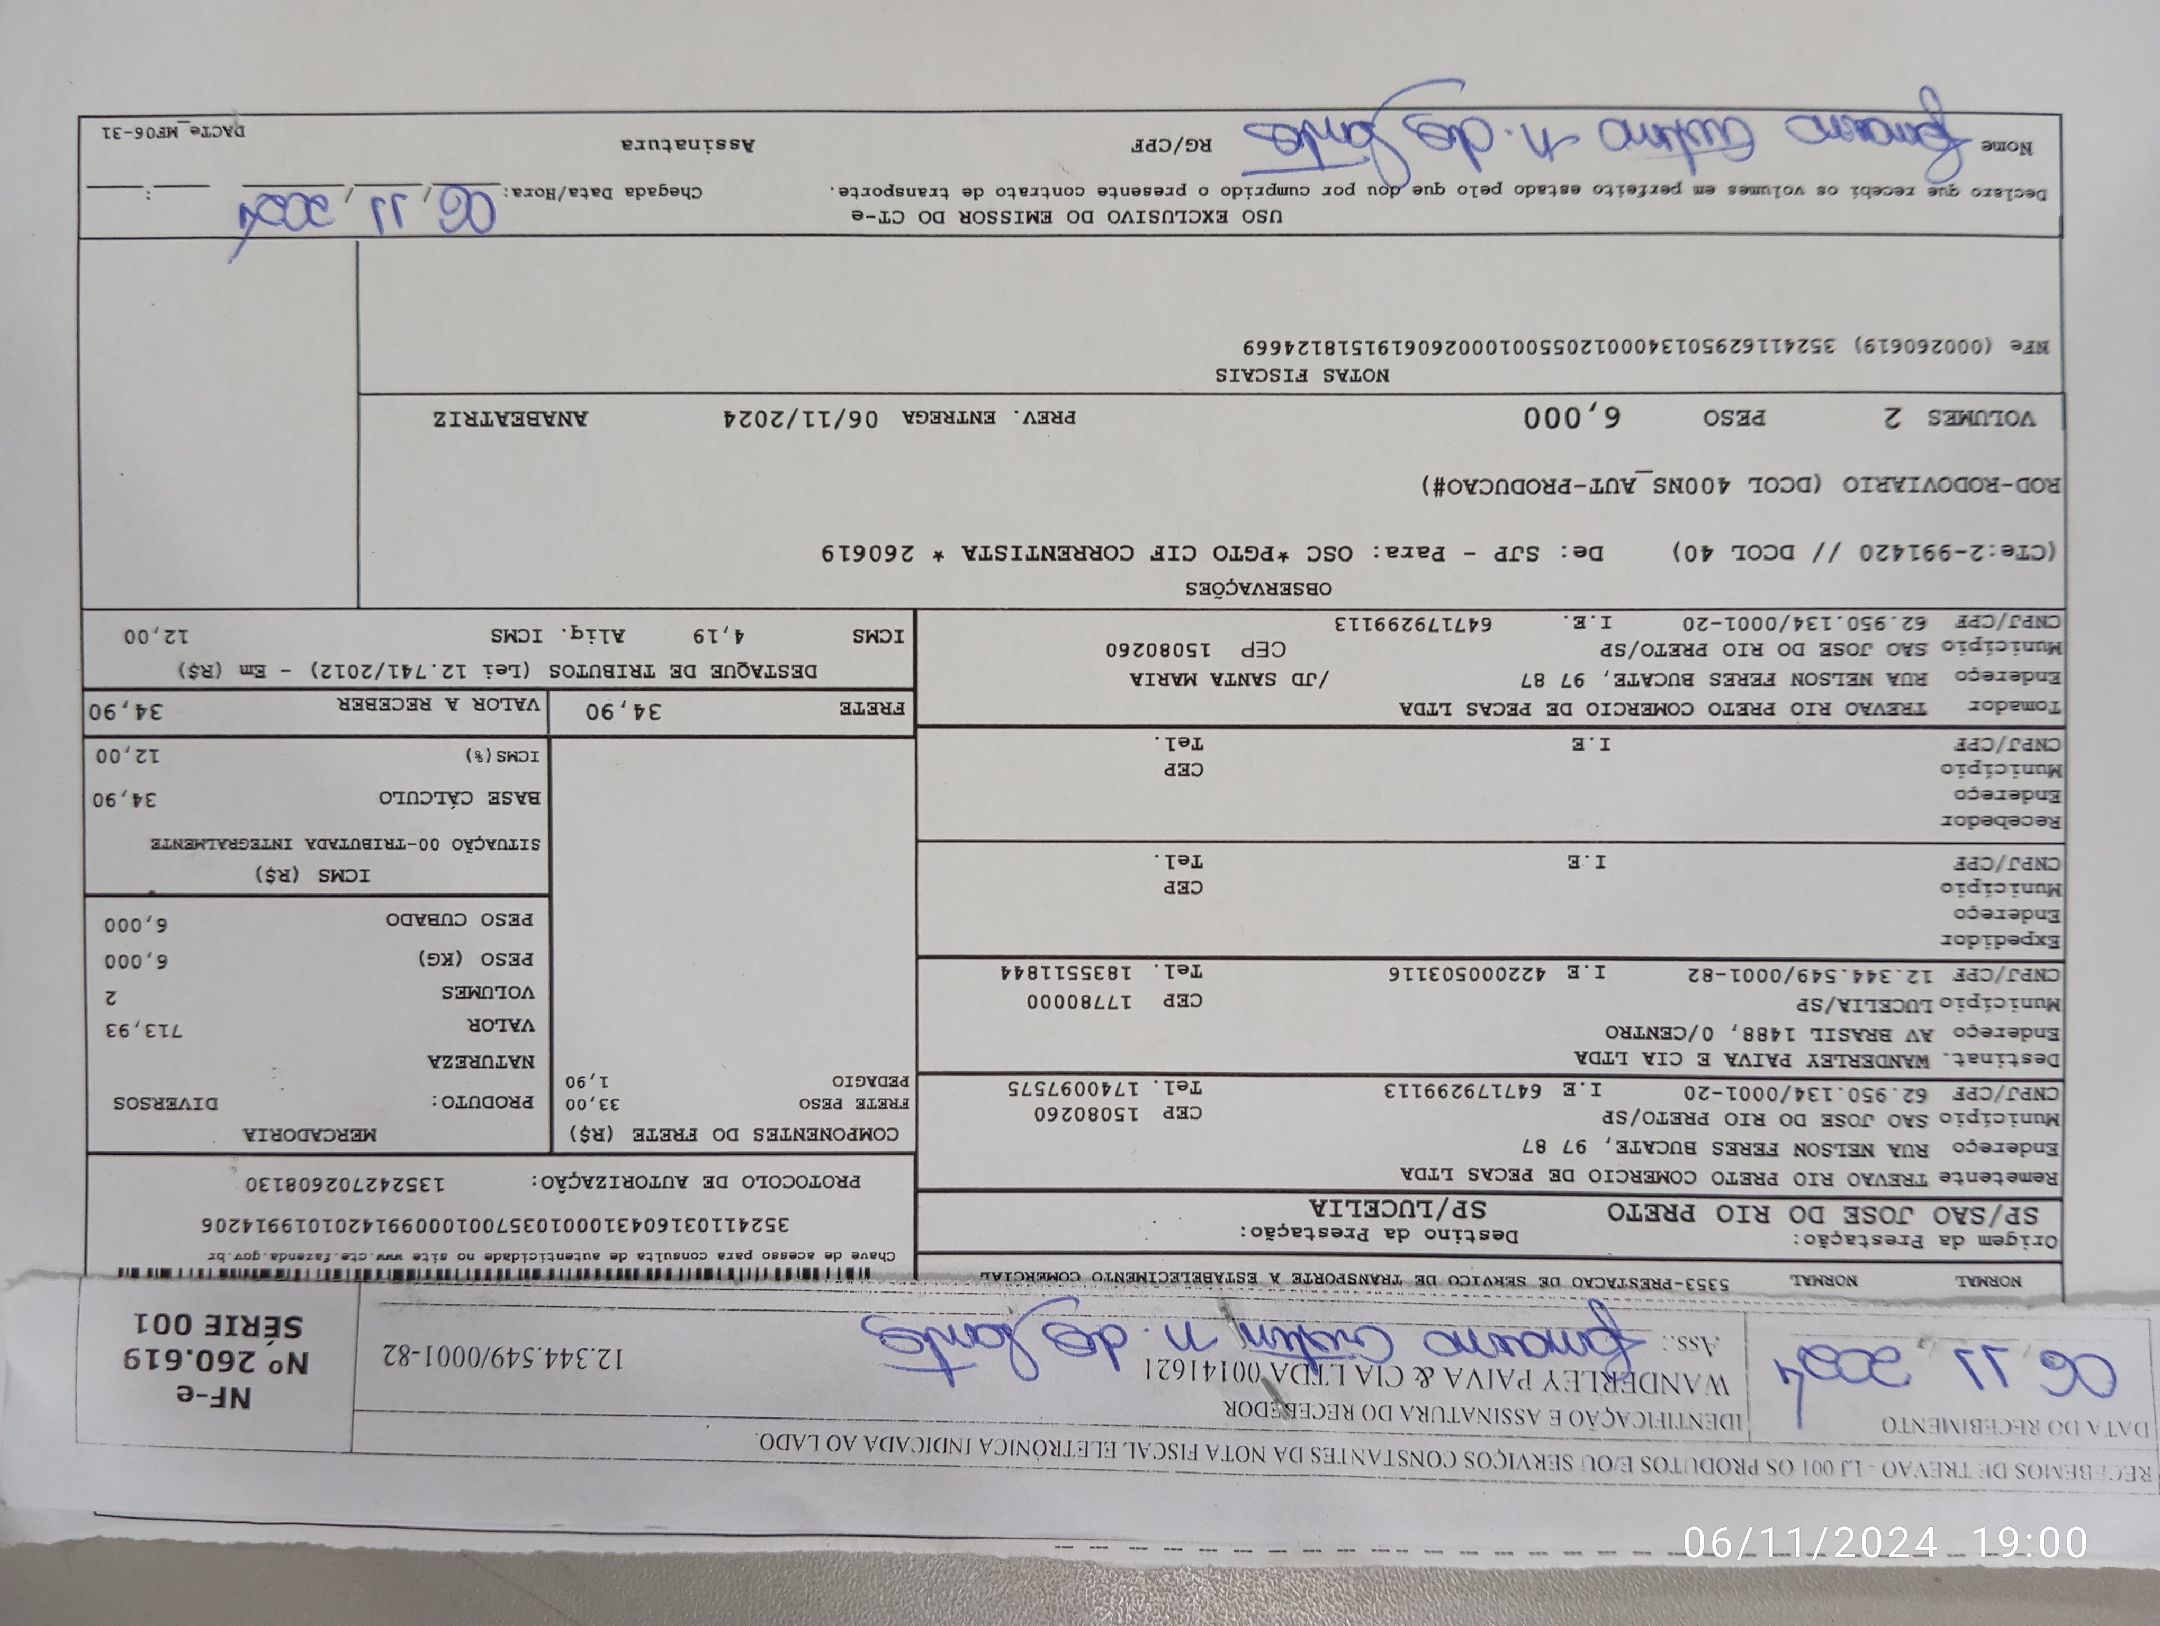 RECEBEMOS DE TREVAO - LJ 001 OS PRODUTOS E/OU SERVIÇOS CONSTANTES DA NOTA FISCAL ELETRÔNICA INDICADA AO LADO.
DATA DO RECEBIMENTO
06 11 2024
IDENTIFICAÇÃO E ASSINATURA DO RECEBEDOR
WANDERLEY PAIVA & CIA LTDA 00141621
12.344.549/0001-82
Ass.:
NF-e
Nº 260.619
SÉRIE 001
NORMAL NORMAL 5353-PRESTACAO DE SERVICO DE TRANSPORTE A ESTABELECIMENTO COMERCIAL
Origem da Prestação: Destino da Prestação:
SP/SAO JOSE DO RIO PRETO SP/LUCELIA
Chave de acesso para consulta de autenticidade no site www.cte.fazenda.gov.br
35241103160431000103570010009914201019914206
PROTOCOLO DE AUTORIZAÇÃO: 135242702608130
Remetente TREVAO RIO PRETO COMERCIO DE PECAS LTDA
Endereço RUA NELSON FERES BUCATE, 97 87
Município SAO JOSE DO RIO PRETO/SP CEP 15080260
CNPJ/CPF 62.950.134/0001-20 I.E 647179299113 Tel. 1740097575
Destinat. WANDERLEY PAIVA E CIA LTDA
Endereço AV BRASIL 1488, 0/CENTRO
Município LUCELIA/SP CEP 17780000
CNPJ/CPF 12.344.549/0001-82 I.E 42200503116 Tel. 1835511844
Expedidor
Endereço
Município CEP
CNPJ/CPF I.E Tel.
Recebedor
Endereço
Município CEP
CNPJ/CPF I.E Tel.
Tomador TREVAO RIO PRETO COMERCIO DE PECAS LTDA
Endereço RUA NELSON FERES BUCATE, 97 87 /JD SANTA MARIA
Município SAO JOSE DO RIO PRETO/SP CEP 15080260
CNPJ/CPF 62.950.134/0001-20 I.E. 647179299113
COMPONENTES DO FRETE (R$)
FRETE PESO 33,00
PEDAGIO 1,90
MERCADORIA
PRODUTO: DIVERSOS
NATUREZA
VALOR 713,93
VOLUMES 2
PESO (KG) 6,000
PESO CUBADO 6,000
ICMS (R$)
SITUAÇÃO 00-TRIBUTADA INTEGRALMENTE
BASE CÁLCULO 34,90
ICMS(%) 12,00
FRETE 34,90 VALOR A RECEBER 34,90
DESTAQUE DE TRIBUTOS (Lei 12.741/2012) - Em (R$)
ICMS 4,19 Aliq. ICMS 12,00
OBSERVAÇÕES
(CTe:2-991420 // DCOL 40) De: SJP - Para: OSC *PGTO CIF CORRENTISTA * 260619
ROD-RODOVIARIO (DCOL 400NS_AUT-PRODUCAO#)
VOLUMES 2 PESO 6,000 PREV. ENTREGA 06/11/2024 ANABEATRIZ
NOTAS FISCAIS
NFe (000260619) 35241162950134000120550010002606191518124669
USO EXCLUSIVO DO EMISSOR DO CT-e
Declaro que recebi os volumes em perfeito estado pelo que dou por cumprido o presente contrato de transporte. Chegada Data/Hora: 06/11/2024 :
Nome RG/CPF Assinatura
DACTe_MF06-31
06/11/2024 19:00